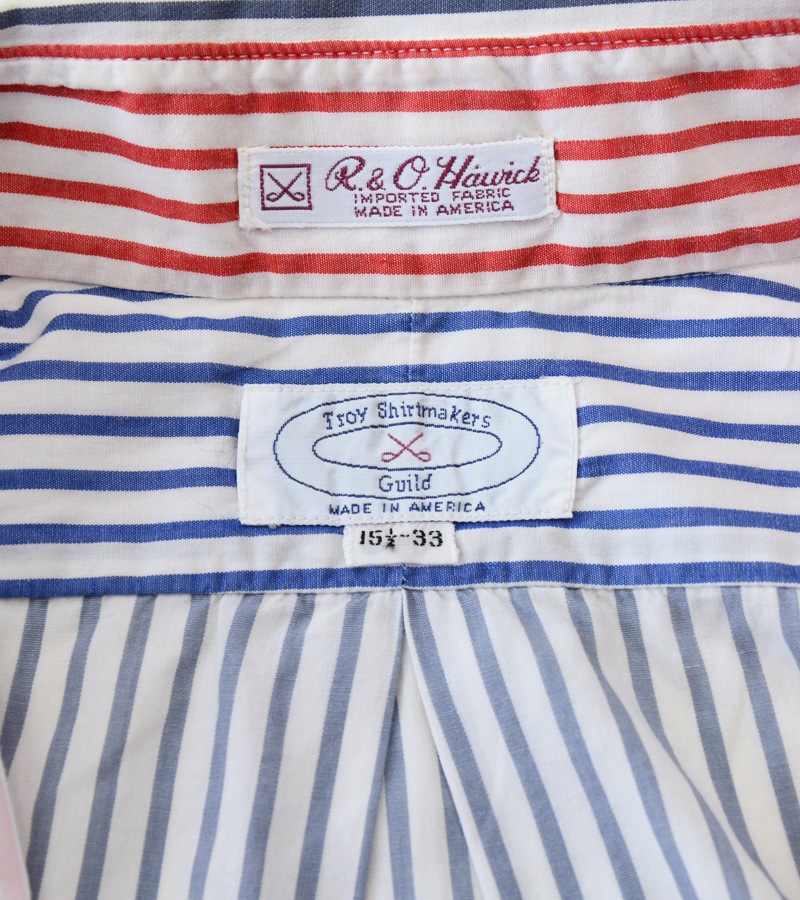 R. & O. Hawick
IMPORTED FABRIC
MADE IN AMERICA
Troy Shirtmakers
Guild
MADE IN AMERICA
15½-33